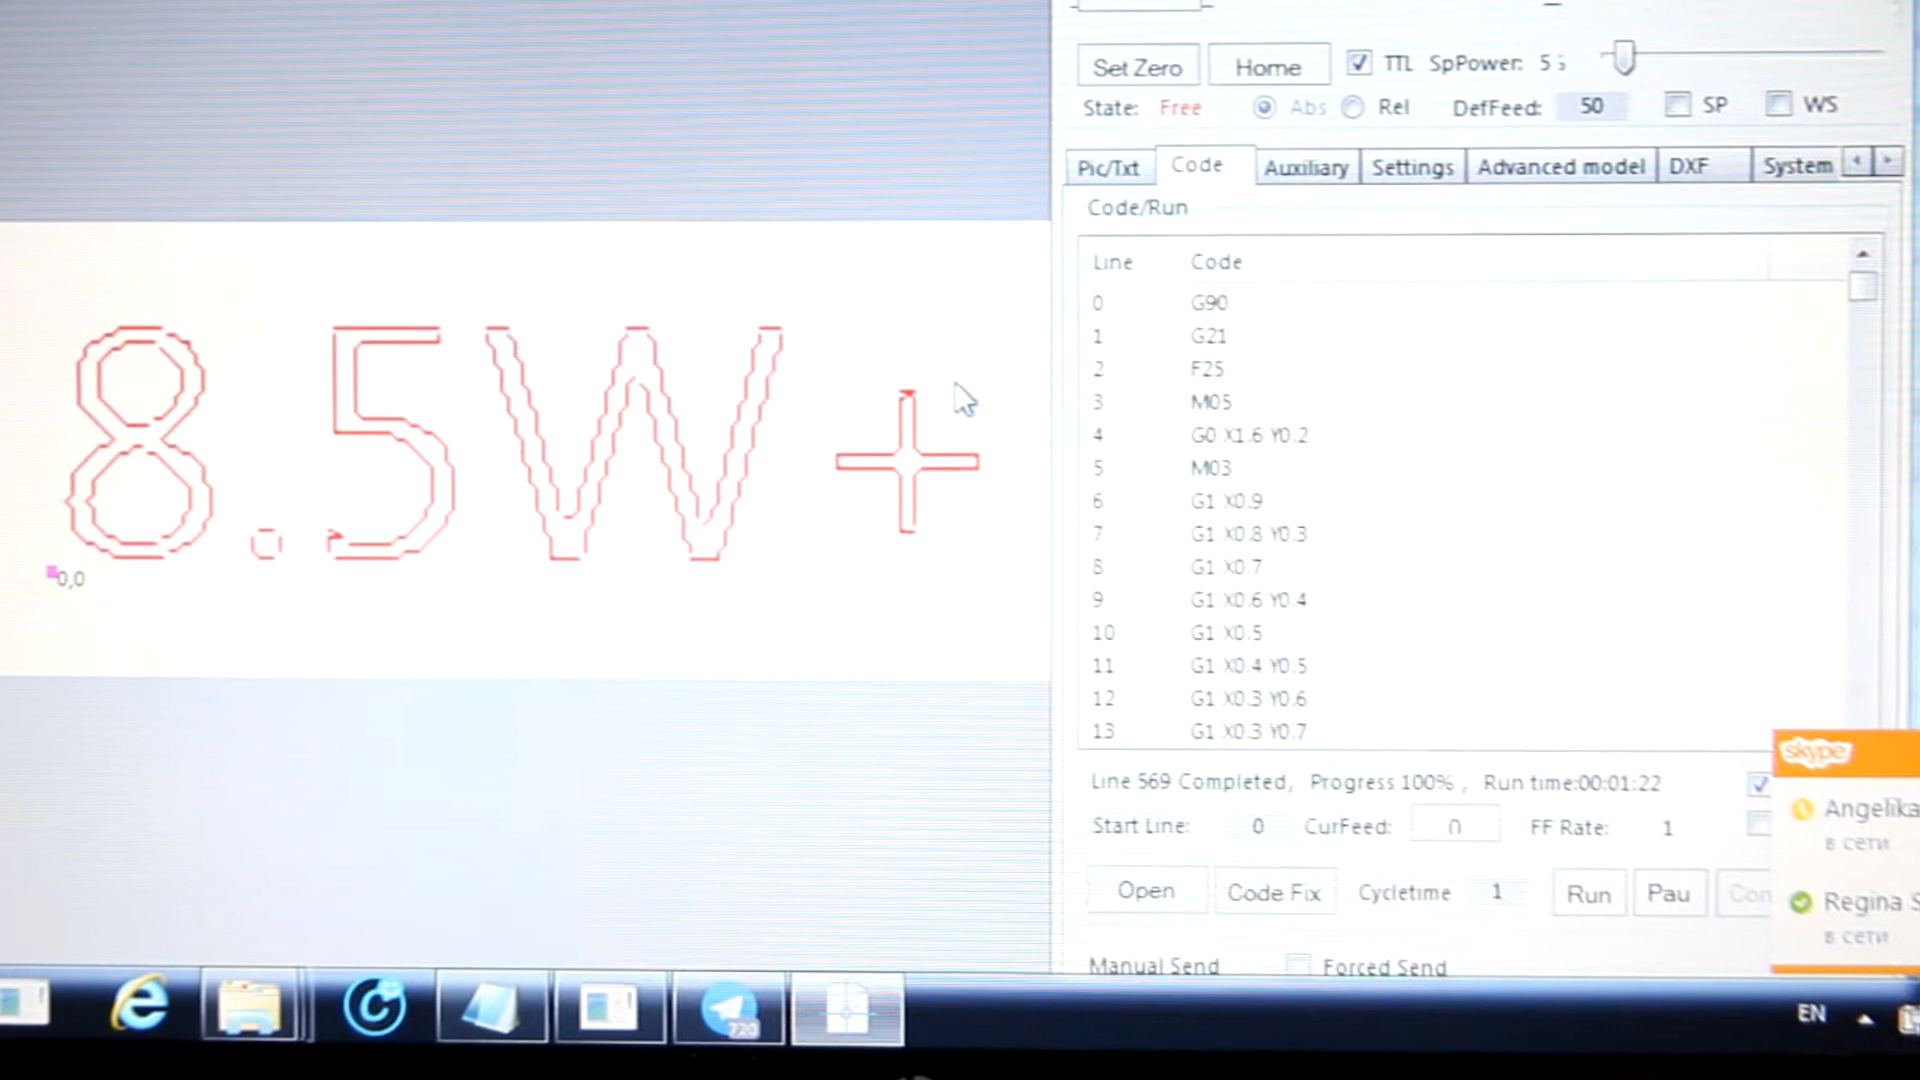 Set Zero Home TTL SpPower:
State: Free Abs Rel DefFeed: 50 SP WS
Pic/Txt Code Auxiliary Settings Advanced model DXF System
Code/Run
Line Code
0 G90
1 G21
2 F25
3 M05
4 G0 X1.6 Y0.2
5 M03
6 G1 X0.9
7 G1 X0.8 Y0.3
8 G1 X0.7
9 G1 X0.6 Y0.4
10 G1 X0.5
11 G1 X0.4 Y0.5
12 G1 X0.3 Y0.6
13 G1 X0.3 Y0.7
8.5W+
0,0
Line 569 Completed, Progress 100% , Run time:00:01:22
Start Line: 0 CurFeed: 0 FF Rate: 1
Open Code Fix Cycletime 1 Run Pau Con
Manual Send Forced Send
skype
Angelika
в сети
Regina S
в сети
720
EN